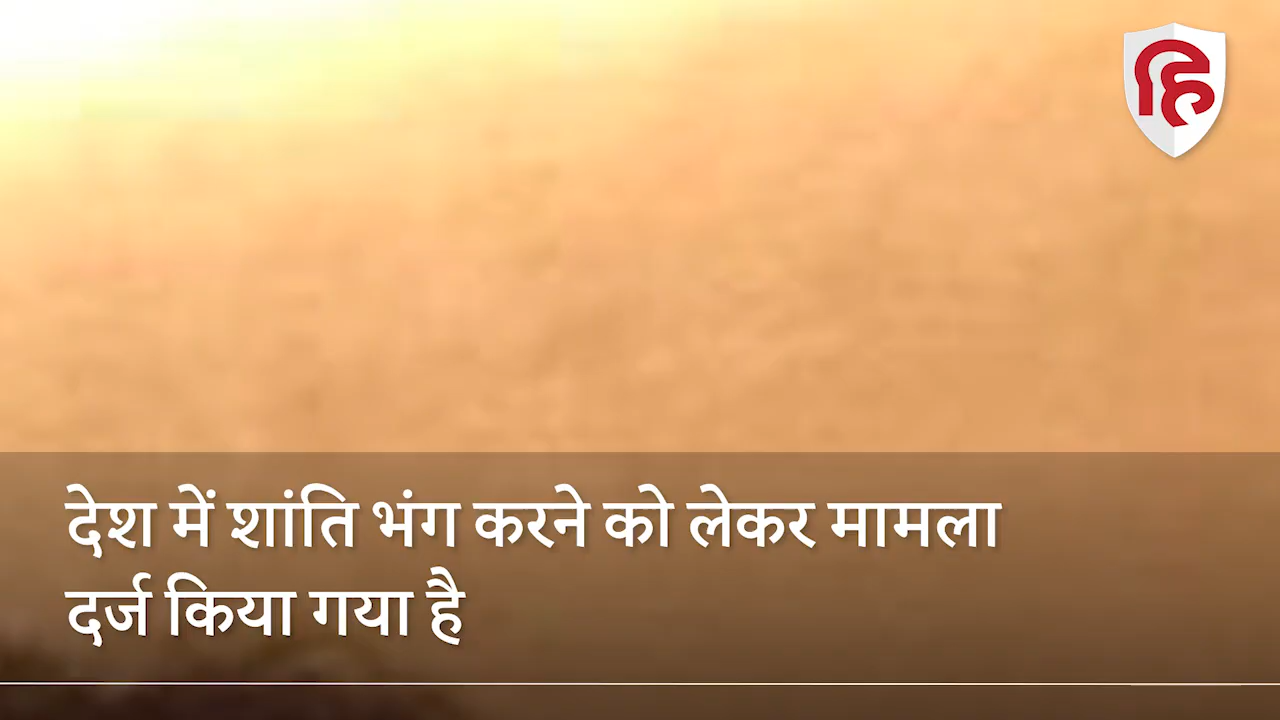 हि
देश में शांति भंग करने को लेकर मामला
दर्ज किया गया है